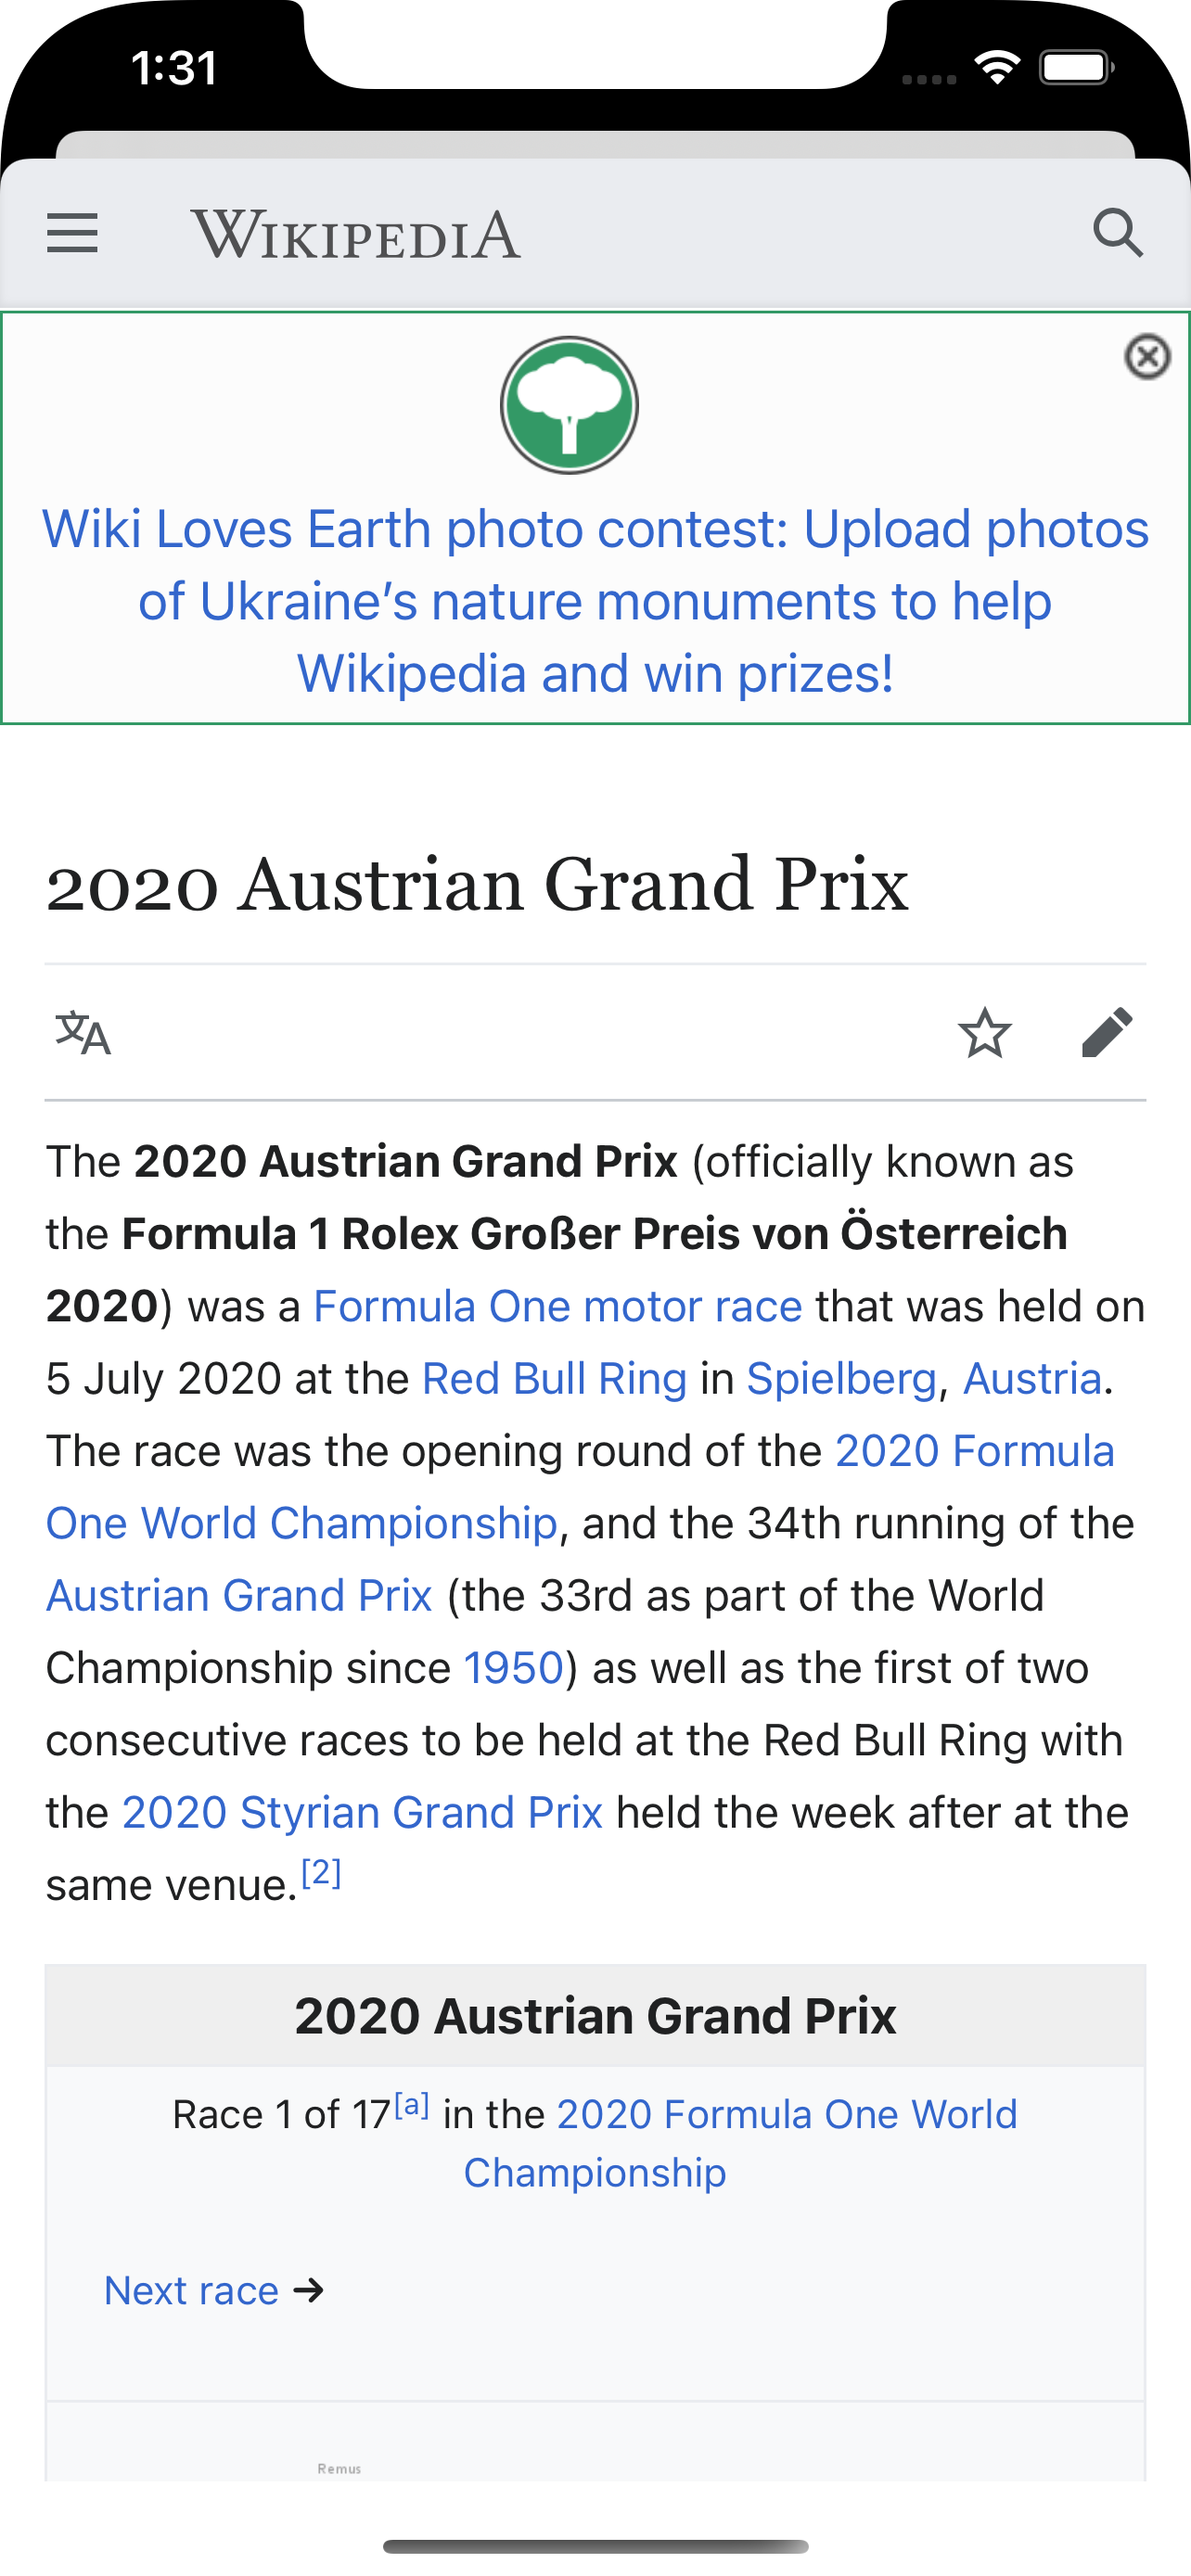 1:31
WIKIPEDIA
Wiki Loves Earth photo contest: Upload photos
of Ukraine’s nature monuments to help
Wikipedia and win prizes!
2020 Austrian Grand Prix
文A
The 2020 Austrian Grand Prix (officially known as
the Formula 1 Rolex Großer Preis von Österreich
2020) was a Formula One motor race that was held on
5 July 2020 at the Red Bull Ring in Spielberg, Austria.
The race was the opening round of the 2020 Formula
One World Championship, and the 34th running of the
Austrian Grand Prix (the 33rd as part of the World
Championship since 1950) as well as the first of two
consecutive races to be held at the Red Bull Ring with
the 2020 Styrian Grand Prix held the week after at the
same venue.[2]
2020 Austrian Grand Prix
Race 1 of 17[a] in the 2020 Formula One World
Championship
Next race →
Remus